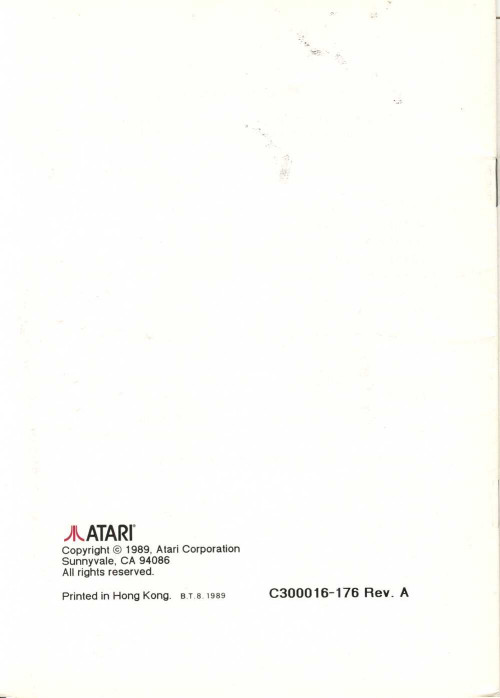 ATARI
Copyright © 1989, Atari Corporation
Sunnyvale, CA 94086
All rights reserved.
Printed in Hong Kong. B.T.8.1989
C300016-176 Rev. A